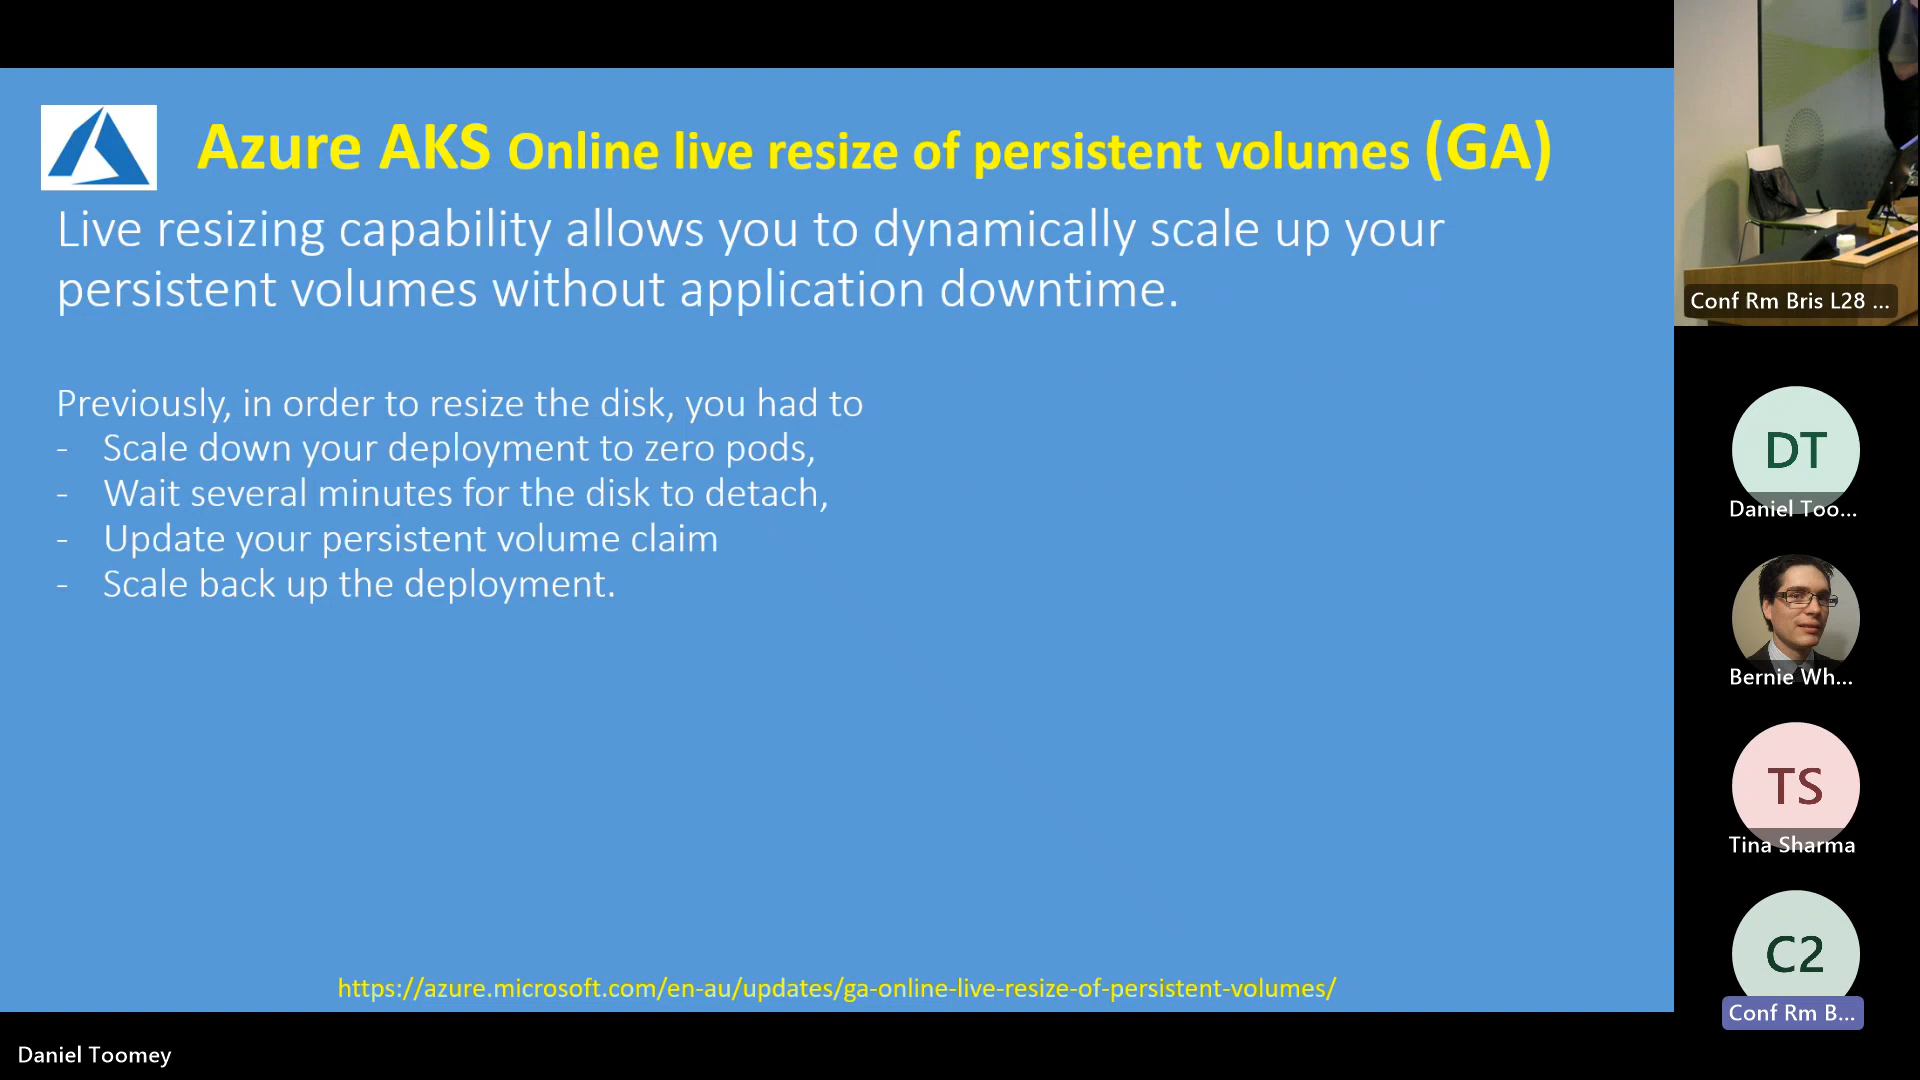 Azure AKS Online live resize of persistent volumes (GA)
Live resizing capability allows you to dynamically scale up your
persistent volumes without application downtime.
Previously, in order to resize the disk, you had to
- Scale down your deployment to zero pods,
- Wait several minutes for the disk to detach,
- Update your persistent volume claim
- Scale back up the deployment.
https://azure.microsoft.com/en-au/updates/ga-online-live-resize-of-persistent-volumes/
Daniel Toomey
Conf Rm Bris L28 ...
DT
Daniel Too...
Bernie Wh...
TS
Tina Sharma
C2
Conf Rm B...